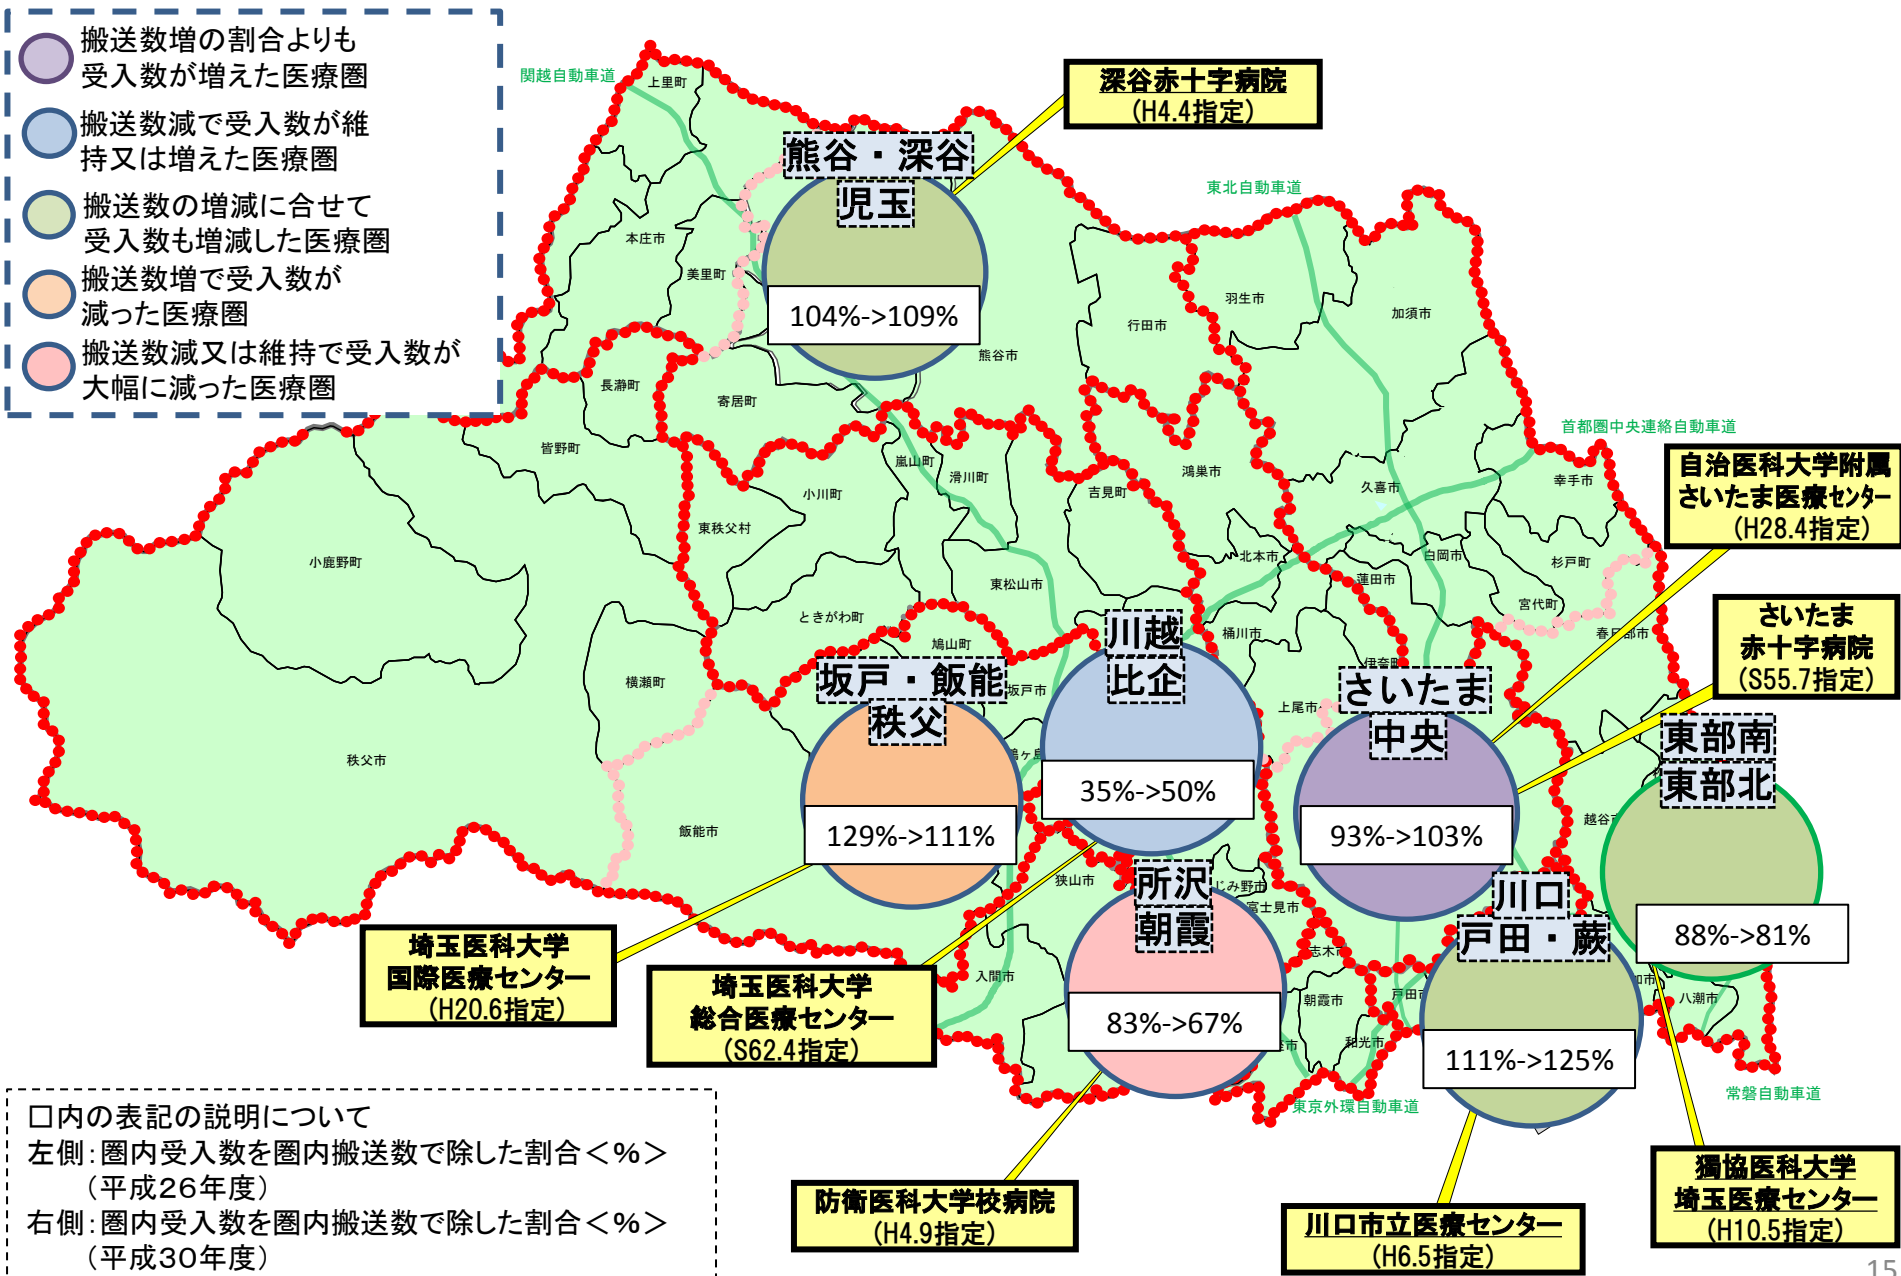 搬送数増の割合よりも
受入数が増えた医療圏
搬送数減で受入数が維
持又は増えた医療圏
搬送数の増減に合せて
受入数も増減した医療圏
搬送数増で受入数が
減った医療圏
搬送数減又は維持で受入数が
大幅に減った医療圏
関越自動車道
上里町
深谷赤十字病院
(H4.4指定)
熊谷・深谷
児玉
104%->109%
東北自動車道
本庄市
美里町
羽生市
加須市
行田市
熊谷市
長瀞町
寄居町
首都圏中央連絡自動車道
皆野町
嵐山町
滑川町
小川町
吉見町
鴻巣市
久喜市
幸手市
自治医科大学附属
さいたま医療センター
(H28.4指定)
東秩父村
小鹿野町
北本市
白岡市
杉戸町
東松山市
蓮田市
宮代町
ときがわ町
さいたま
赤十字病院
(S55.7指定)
川越
比企
35%->50%
桶川市
鳩山町
坂戸・飯能
秩父
129%->111%
横瀬町
坂戸市
さいたま
中央
93%->103%
上尾市
東部南
東部北
88%->81%
秩父市
飯能市
狭山市
所沢
朝霞
83%->67%
じみ野市
富士見市
川口
戸田・蕨
111%->125%
埼玉医科大学
国際医療センター
(H20.6指定)
埼玉医科大学
総合医療センター
(S62.4指定)
入間市
志木市
朝霞市
和光市
八潮市
東京外環自動車道
常磐自動車道
口内の表記の説明について
左側:圏内受入数を圏内搬送数で除した割合<%>
(平成26年度)
右側:圏内受入数を圏内搬送数で除した割合<%>
(平成30年度)
防衛医科大学校病院
(H4.9指定)
川口市立医療センター
(H6.5指定)
獨協医科大学
埼玉医療センター
(H10.5指定)
15